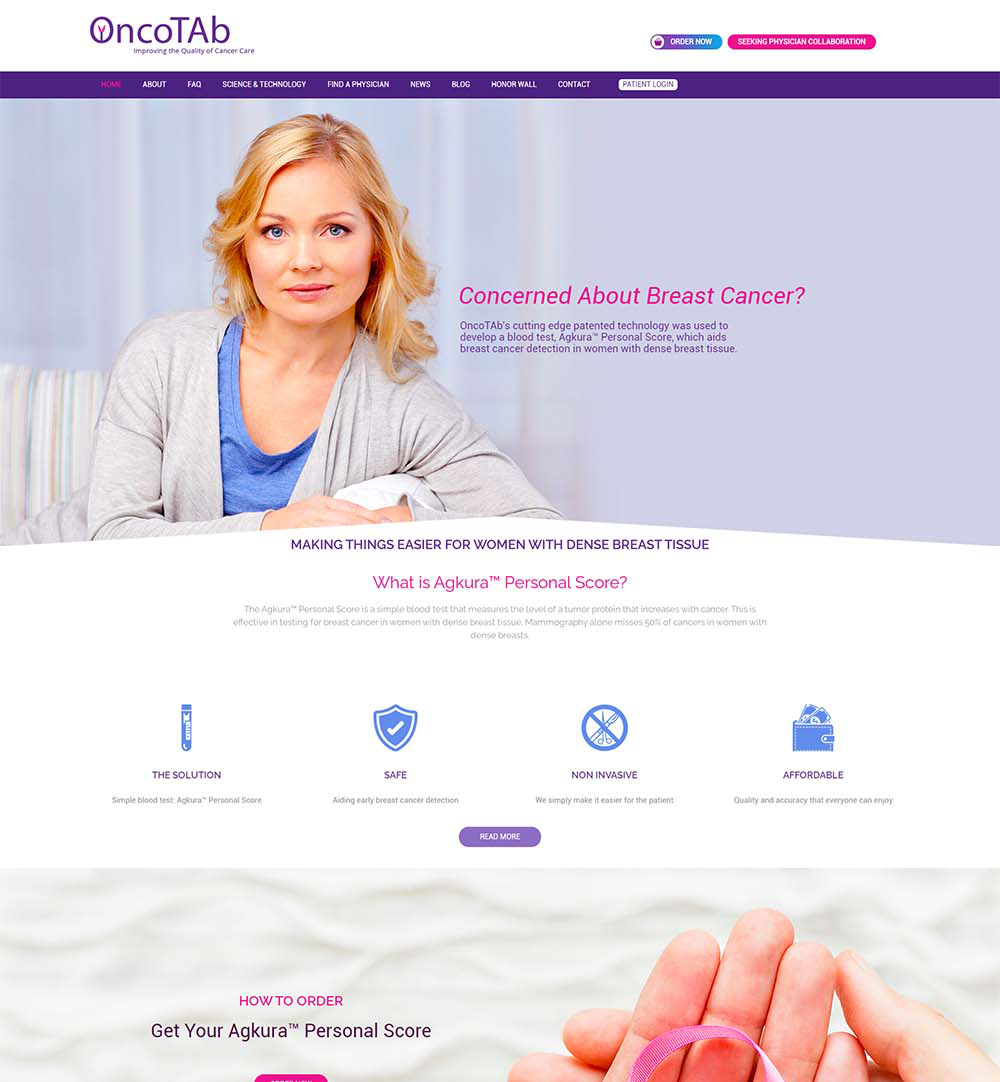 OncoTAb
Improving the Quality of Cancer Care
ORDER NOW
SEEKING PHYSICIAN COLLABORATION
HOME ABOUT FAQ SCIENCE & TECHNOLOGY FIND A PHYSICIAN NEWS BLOG HONOR WALL CONTACT PATIENT LOGIN
Concerned About Breast Cancer?
OncoTAb's cutting edge patented technology was used to
develop a blood test, Agkura™ Personal Score, which aids
breast cancer detection in women with dense breast tissue.
MAKING THINGS EASIER FOR WOMEN WITH DENSE BREAST TISSUE
What is Agkura™ Personal Score?
The Agkura™ Personal Score is a simple blood test that measures the level of a tumor protein that increases with cancer. This is
effective in testing for breast cancer in women with dense breast tissue. Mammography alone misses 50% of cancers in women with
dense breasts.
THE SOLUTION
Simple blood test: Agkura™ Personal Score
SAFE
Aiding early breast cancer detection
NON INVASIVE
We simply make it easier for the patient
AFFORDABLE
Quality and accuracy that everyone can enjoy
READ MORE
HOW TO ORDER
Get Your Agkura™ Personal Score
ORDER NOW